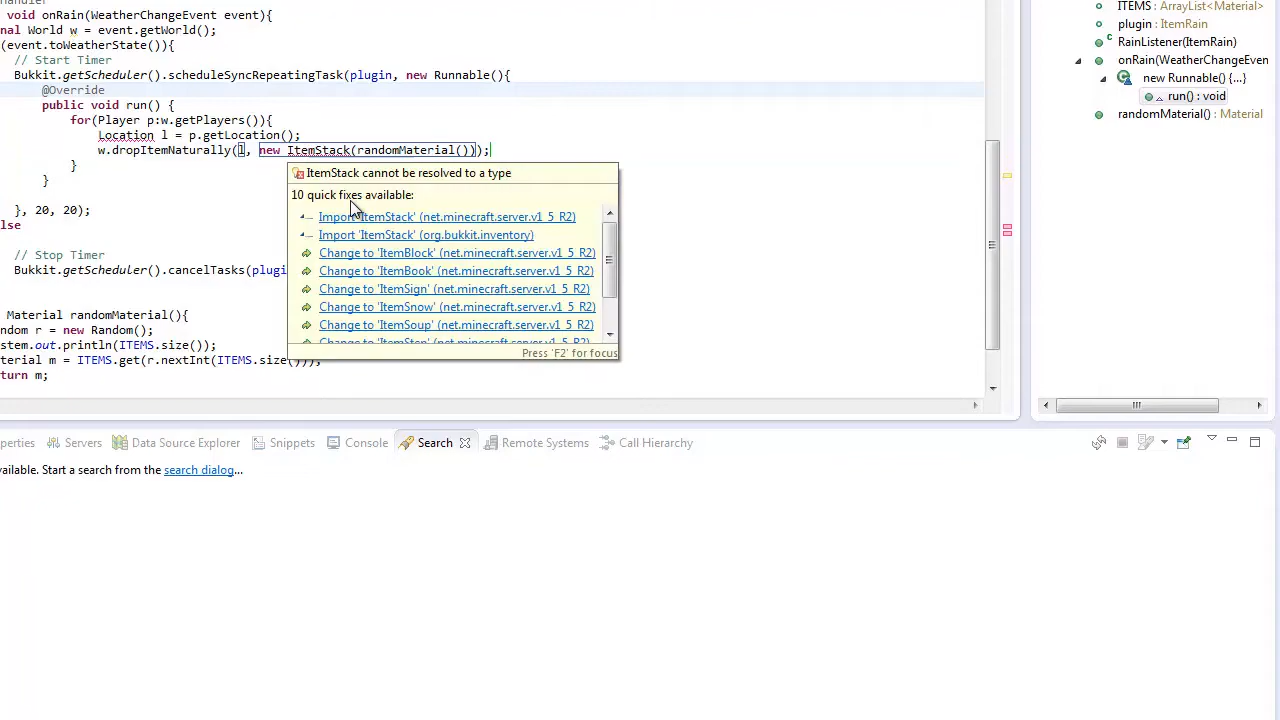 ITEMS : ArrayList<Material>
void onRain(WeatherChangeEvent event){
plugin : ItemRain
nal World w = event.getWorld();
RainListener(ItemRain)
(event.toWeatherState()){
onRain(WeatherChangeEven
// Start Timer
Bukkit.getScheduler().scheduleSyncRepeatingTask(plugin, new Runnable(){
new Runnable() {...}
@Override
run() : void
public void run() {
randomMaterial() : Material
for(Player p:w.getPlayers()){
Location l = p.getLocation();
w.dropItemNaturally(l, new ItemStack(randomMaterial()));
}
ItemStack cannot be resolved to a type
}
10 quick fixes available:
}, 20, 20);
Import 'ItemStack' (net.minecraft.server.v1_5_R2)
lse
Import 'ItemStack' (org.bukkit.inventory)
// Stop Timer
Change to 'ItemBlock' (net.minecraft.server.v1_5_R2)
Bukkit.getScheduler().cancelTasks(plugi
Change to 'ItemBook' (net.minecraft.server.v1_5_R2)
Change to 'ItemSign' (net.minecraft.server.v1_5_R2)
Change to 'ItemSnow' (net.minecraft.server.v1_5_R2)
Material randomMaterial(){
Change to 'ItemSoup' (net.minecraft.server.v1_5_R2)
ndom r = new Random();
Change to 'ItemStep' (net.minecraft.server.v1_5_R2)
stem.out.println(ITEMS.size());
Press 'F2' for focus
terial m = ITEMS.get(r.nextInt(ITEMS.size()));
turn m;
perties Servers Data Source Explorer Snippets Console Search Remote Systems Call Hierarchy
vailable. Start a search from the search dialog...